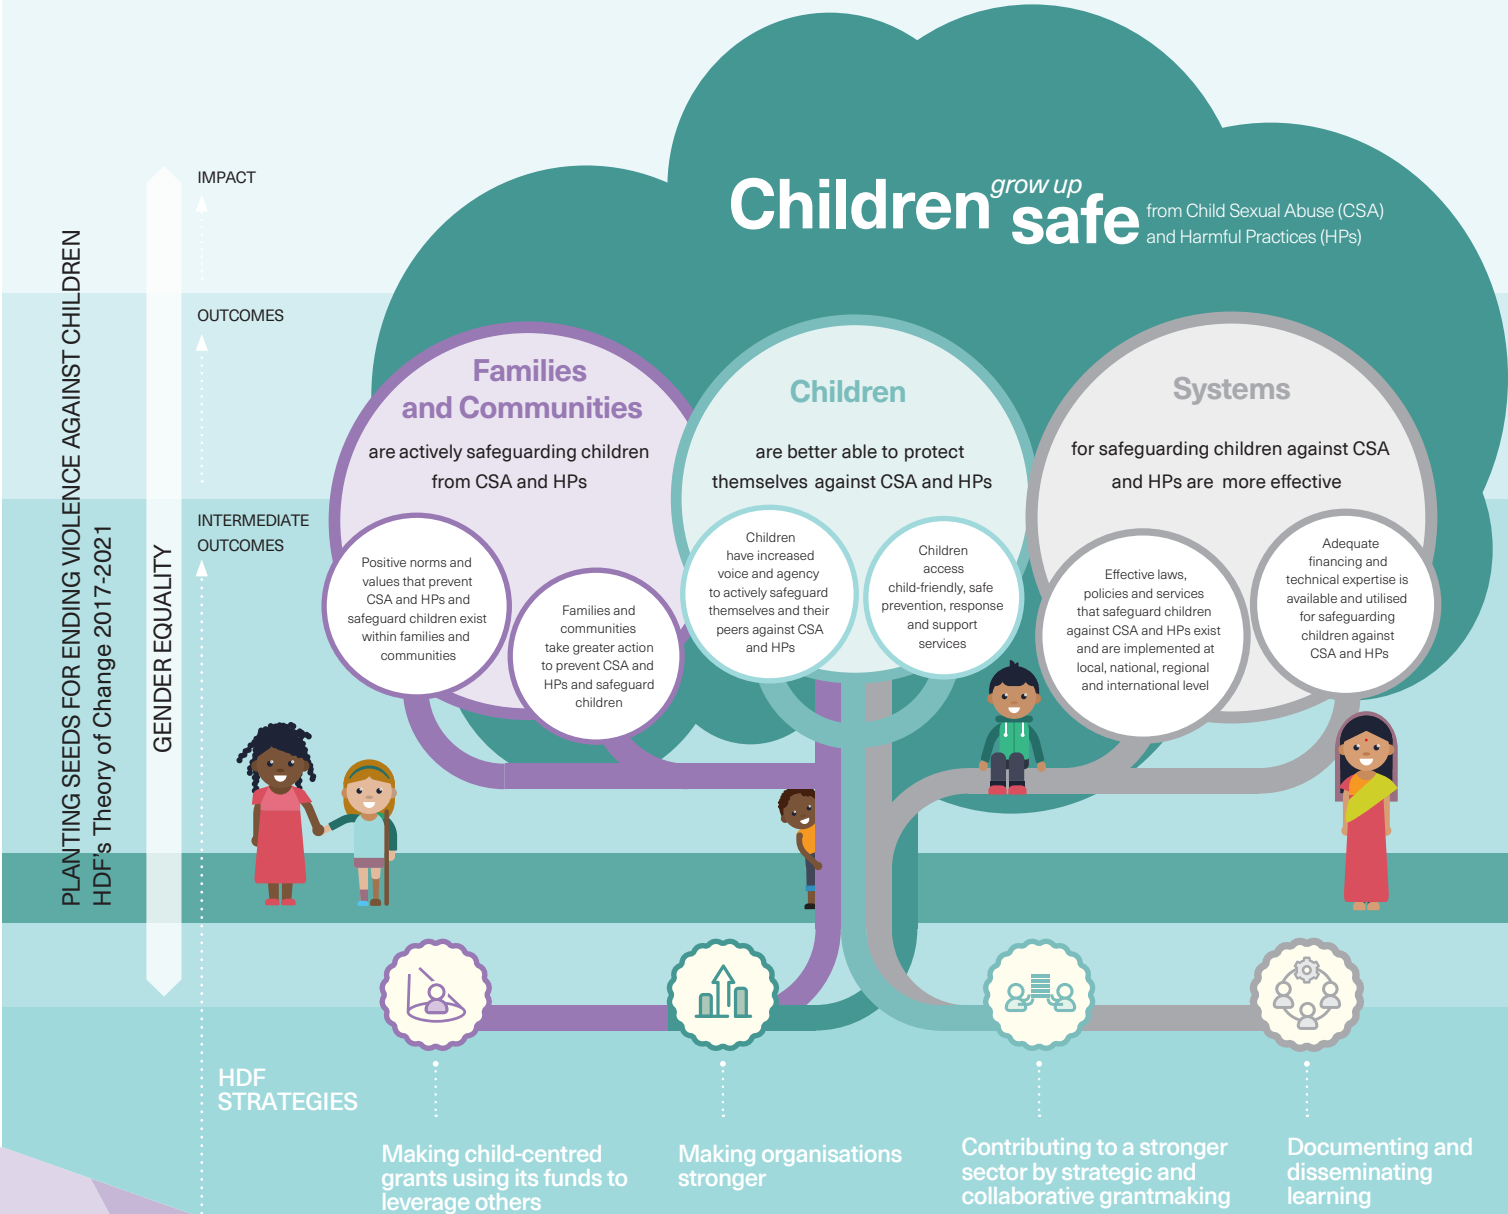 PLANTING SEEDS FOR ENDING VIOLENCE AGAINST CHILDREN
HDF's Theory of Change 2017-2021
GENDER EQUALITY
IMPACT
Children grow up safe
from Child Sexual Abuse (CSA)
and Harmful Practices (HPs)
OUTCOMES
Families
and Communities
are actively safeguarding children
from CSA and HPs
Children
are better able to protect
themselves against CSA and HPs
Systems
for safeguarding children against CSA
and HPs are more effective
INTERMEDIATE
OUTCOMES
Positive norms and
values that prevent
CSA and HPs and
safeguard children exist
within families and
communities
Families and
communities
take greater action
to prevent CSA and
HPs and safeguard
children
Children
have increased
voice and agency
to actively safeguard
themselves and their
peers against CSA
and HPs
Children
access
child-friendly, safe
prevention, response
and support
services
Effective laws,
policies and services
that safeguard children
against CSA and HPs exist
and are implemented at
local, national, regional
and international level
Adequate
financing and
technical expertise is
available and utilised
for safeguarding
children against
CSA and HPs
HDF
STRATEGIES
Making child-centred
grants using its funds to
leverage others
Making organisations
stronger
Contributing to a stronger
sector by strategic and
collaborative grantmaking
Documenting and
disseminating
learning